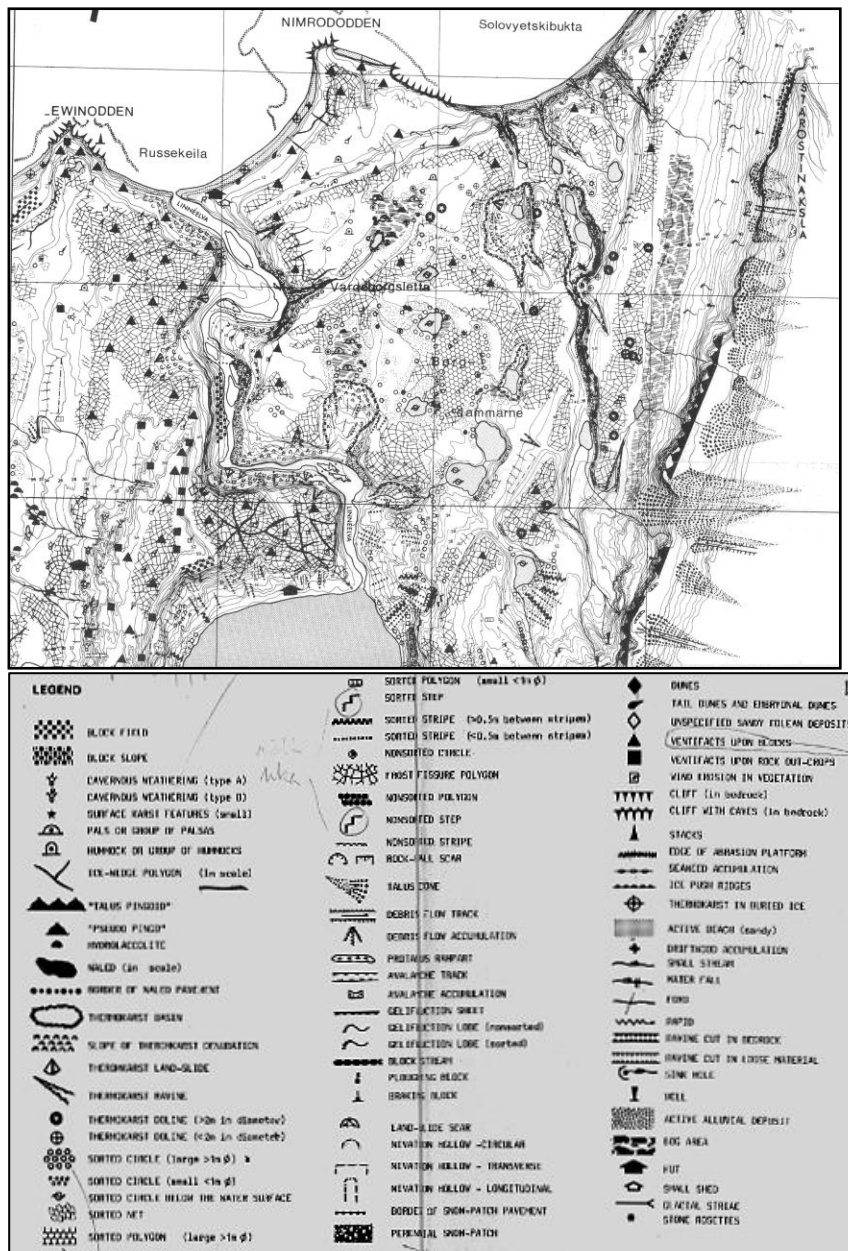 NIMRODODDEN
Solovyetskibukta
EWINODDEN
Russekeila
STAROSTINAKSLA
LINNÉELVA
Vardeborgsletta
Borg-
kammarne
LINNÉELVA
LEGEND
BLOCK FIELD
BLOCK SLOPE
CAVERNOUS WEATHERING (type A)
CAVERNOUS WEATHERING (type B)
SURFACE KARST FEATURES (small)
PALS OR GROUP OF PALSAS
HUMMOCK OR GROUP OF HUMMOCKS
ICE-WEDGE POLYGON (in scale)
"TALUS PINGOID"
"PSEUDO PINGO"
HYDROLACCOLITE
NALED (in scale)
BORDER OF NALED PAVEMENT
THERMOKARST BASIN
SLOPE OF THERMOKARST DENUDATION
THERMOKARST LAND-SLIDE
THERMOKARST RAVINE
THERMOKARST DOLINE (>2m in diameter)
THERMOKARST DOLINE (<2m in diameter)
SORTED CIRCLE (large >1m ø)
SORTED CIRCLE (small <1m ø)
SORTED CIRCLE BELOW THE WATER SURFACE
SORTED NET
SORTED POLYGON (large >1m ø)
SORTED POLYGON (small <1m ø)
SORTED STEP
SORTED STRIPE (>0.5m between stripes)
SORTED STRIPE (<0.5m between stripes)
NONSORTED CIRCLE
FROST FISSURE POLYGON
NONSORTED POLYGON
NONSORTED STEP
NONSORTED STRIPE
ROCK-FALL SCAR
TALUS CONE
DEBRIS FLOW TRACK
DEBRIS FLOW ACCUMULATION
PROTALUS RAMPART
AVALANCHE TRACK
AVALANCHE ACCUMULATION
GELIFLUCTION SHEET
GELIFLUCTION LOBE (nonsorted)
GELIFLUCTION LOBE (sorted)
BLOCK STREAM
PLOUGHING BLOCK
BRAKING BLOCK
LAND-SLIDE SCAR
NIVATION HOLLOW - CIRCULAR
NIVATION HOLLOW - TRANSVERSE
NIVATION HOLLOW - LONGITUDINAL
BORDER OF SNOW-PATCH PAVEMENT
PERENNIAL SNOW-PATCH
DUNES
TAIL DUNES AND EMBRYONAL DUNES
UNSPECIFIED SANDY EOLEAN DEPOSITS
VENTIFACTS UPON BLOCKS
VENTIFACTS UPON ROCK OUT-CROPS
WIND EROSION IN VEGETATION
CLIFF (in bedrock)
CLIFF WITH CAVES (in bedrock)
STACKS
EDGE OF ABRASION PLATFORM
SEAWEED ACCUMULATION
ICE PUSH RIDGES
THERMOKARST IN BURIED ICE
ACTIVE BEACH (sandy)
DRIFTWOOD ACCUMULATION
SMALL STREAM
WATER FALL
FORD
RAPID
RAVINE CUT IN BEDROCK
RAVINE CUT IN LOOSE MATERIAL
SINK HOLE
WELL
ACTIVE ALLUVIAL DEPOSIT
BOG AREA
HUT
SMALL SHED
GLACIAL STRIAE
STONE ROSETTES